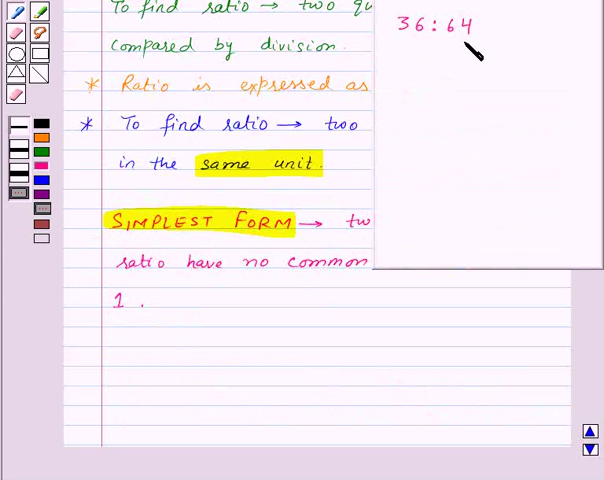 To find ratio → two qu
compared by division.
* Ratio is expressed as
* To find ratio → two
in the same unit.
SIMPLEST FORM → tw
ratio have no common
1 .
36 : 64